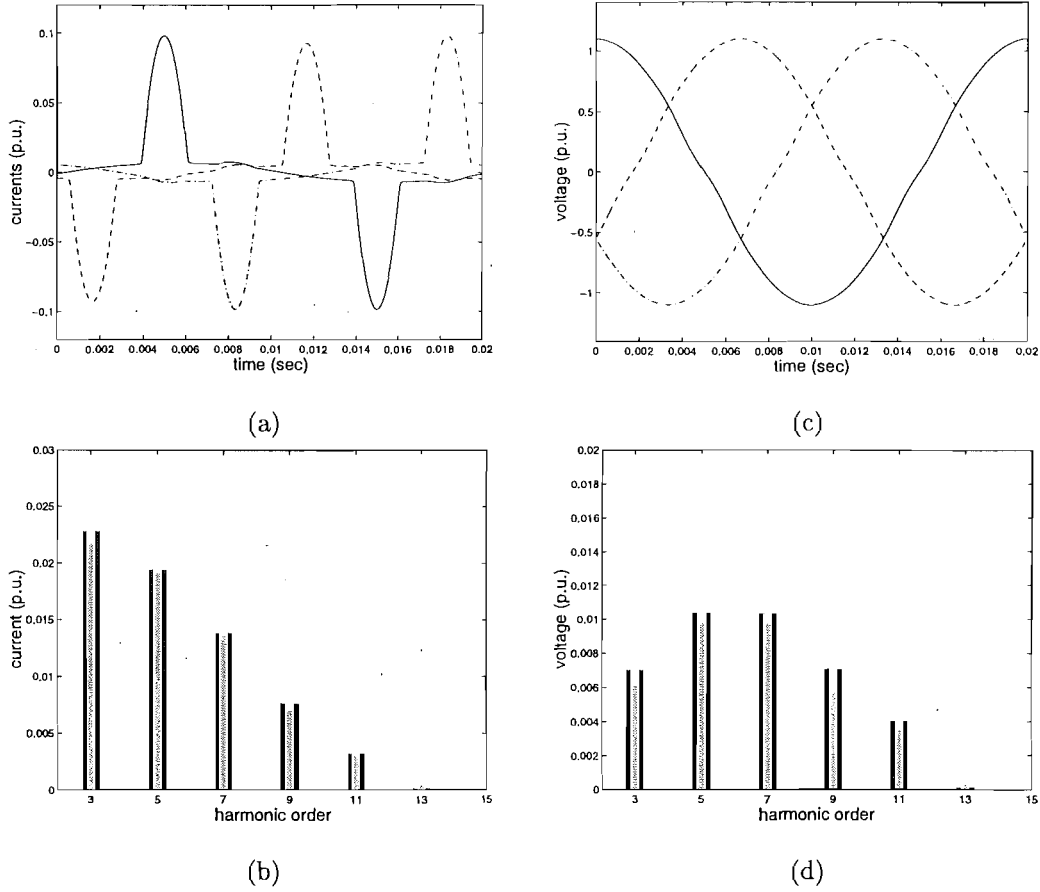 0.1
0.05
0
−0.05
−0.1
currents (p.u.)
0 0.002 0.004 0.006 0.008 0.01 0.012 0.014 0.016 0.018 0.02
time (sec)
(a)
1
0.5
0
−0.5
−1
voltage (p.u.)
0 0.002 0.004 0.006 0.008 0.01 0.012 0.014 0.016 0.018 0.02
time (sec)
(c)
0.03
0.025
0.02
0.015
0.01
0.005
0
current (p.u.)
3 5 7 9 11 13 15
harmonic order
(b)
0.02
0.018
0.016
0.014
0.012
0.01
0.008
0.006
0.004
0.002
0
voltage (p.u.)
3 5 7 9 11 13 15
harmonic order
(d)